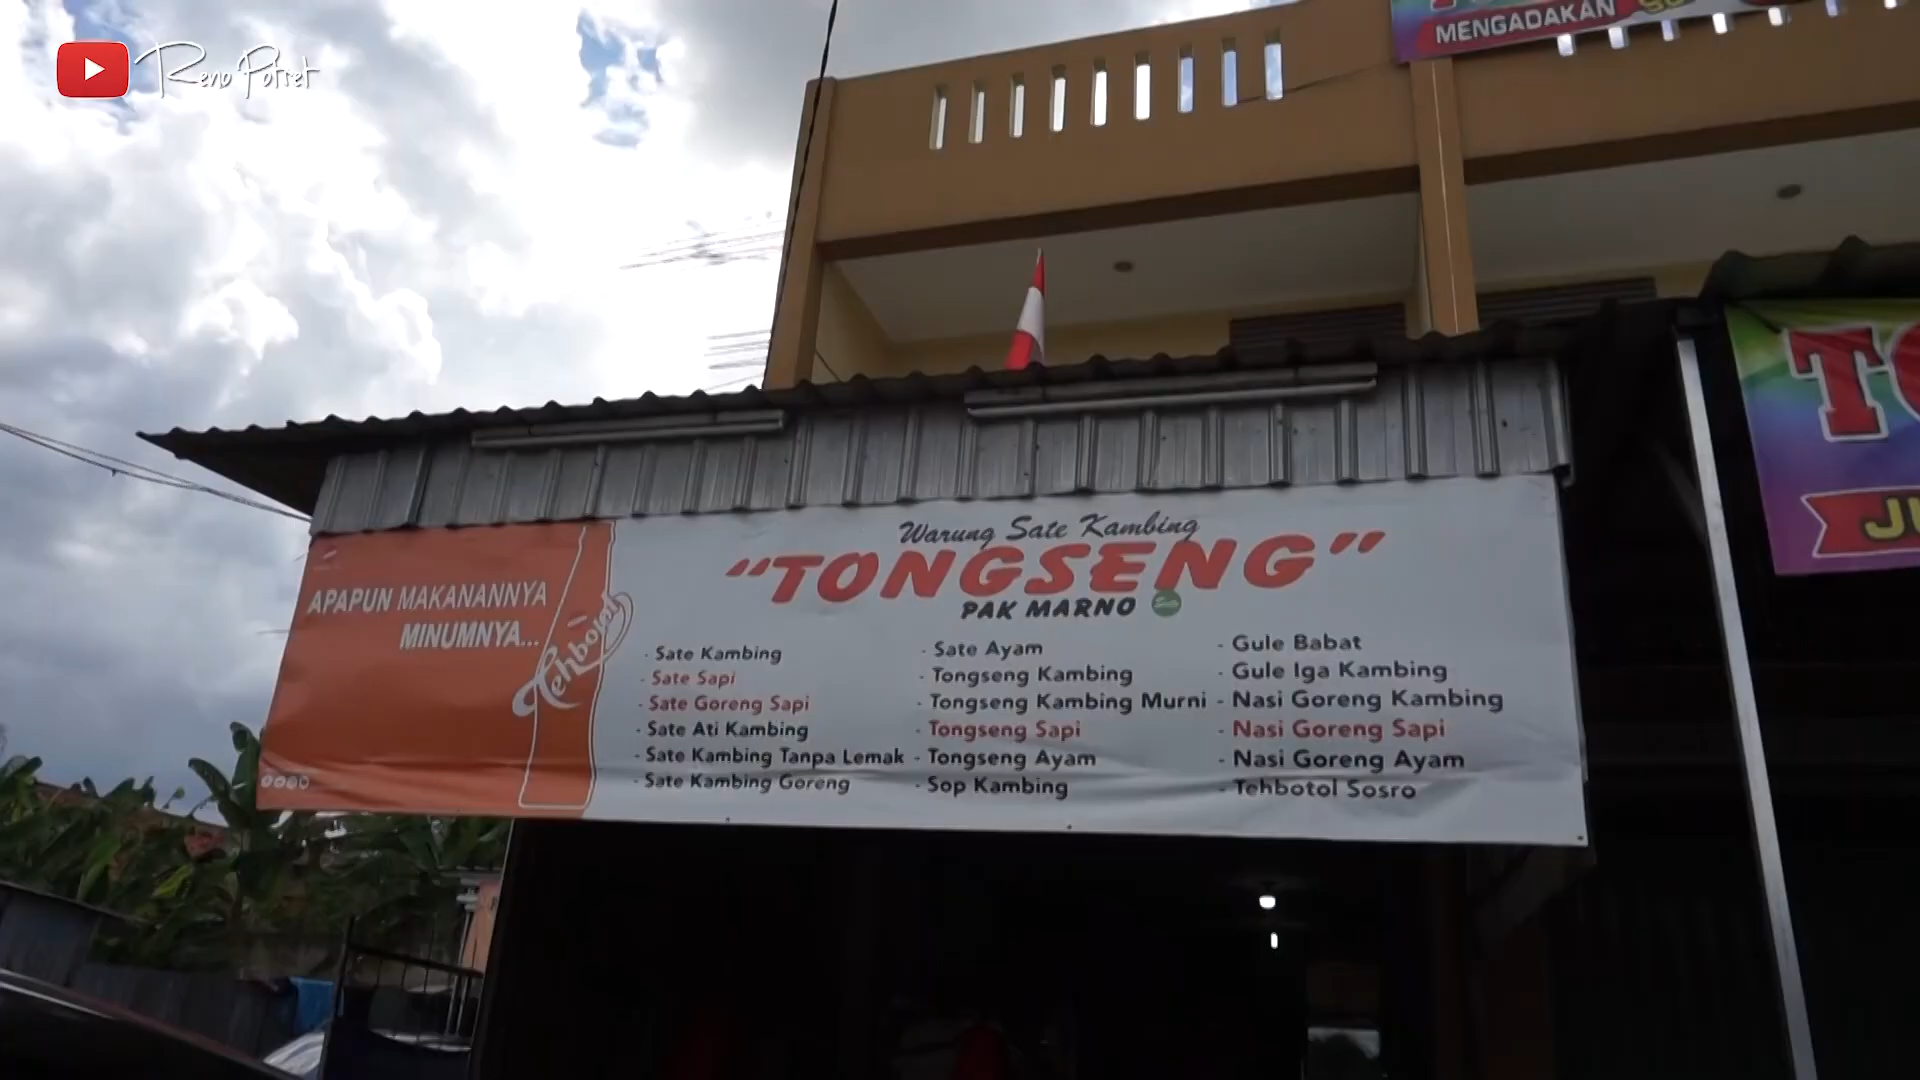 Reno Potret
MENGADAKAN
Warung Sate Kambing
"TONGSENG"
PAK MARNO
APAPUN MAKANANNYA
MINUMNYA...
Tehbotol
- Sate Kambing
- Sate Sapi
- Sate Goreng Sapi
- Sate Ati Kambing
- Sate Kambing Tanpa Lemak
- Sate Kambing Goreng
- Sate Ayam
- Tongseng Kambing
- Tongseng Kambing Murni
- Tongseng Sapi
- Tongseng Ayam
- Sop Kambing
- Gule Babat
- Gule Iga Kambing
- Nasi Goreng Kambing
- Nasi Goreng Sapi
- Nasi Goreng Ayam
- Tehbotol Sosro